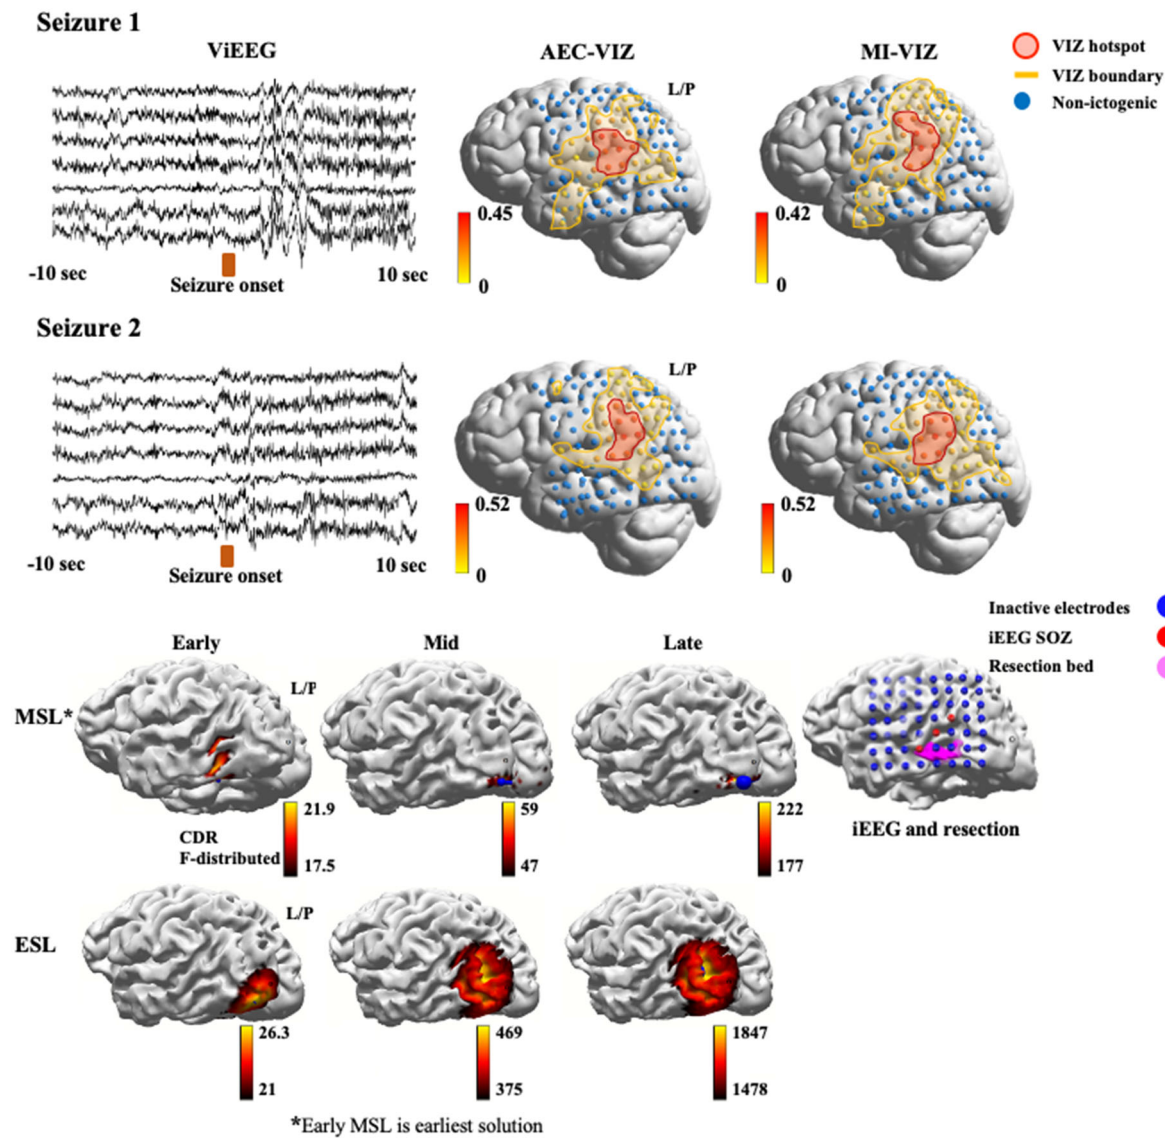 Seizure 1
ViEEG
AEC-VIZ
MI-VIZ
VIZ hotspot
VIZ boundary
Non-ictogenic
L/P
0.45
0
0.42
0
-10 sec
Seizure onset
10 sec
Seizure 2
L/P
0.52
0
0.52
0
-10 sec
Seizure onset
10 sec
Inactive electrodes
iEEG SOZ
Resection bed
Early
Mid
Late
MSL*
L/P
CDR
F-distributed
21.9
17.5
59
47
222
177
iEEG and resection
ESL
L/P
26.3
21
469
375
1847
1478
*Early MSL is earliest solution